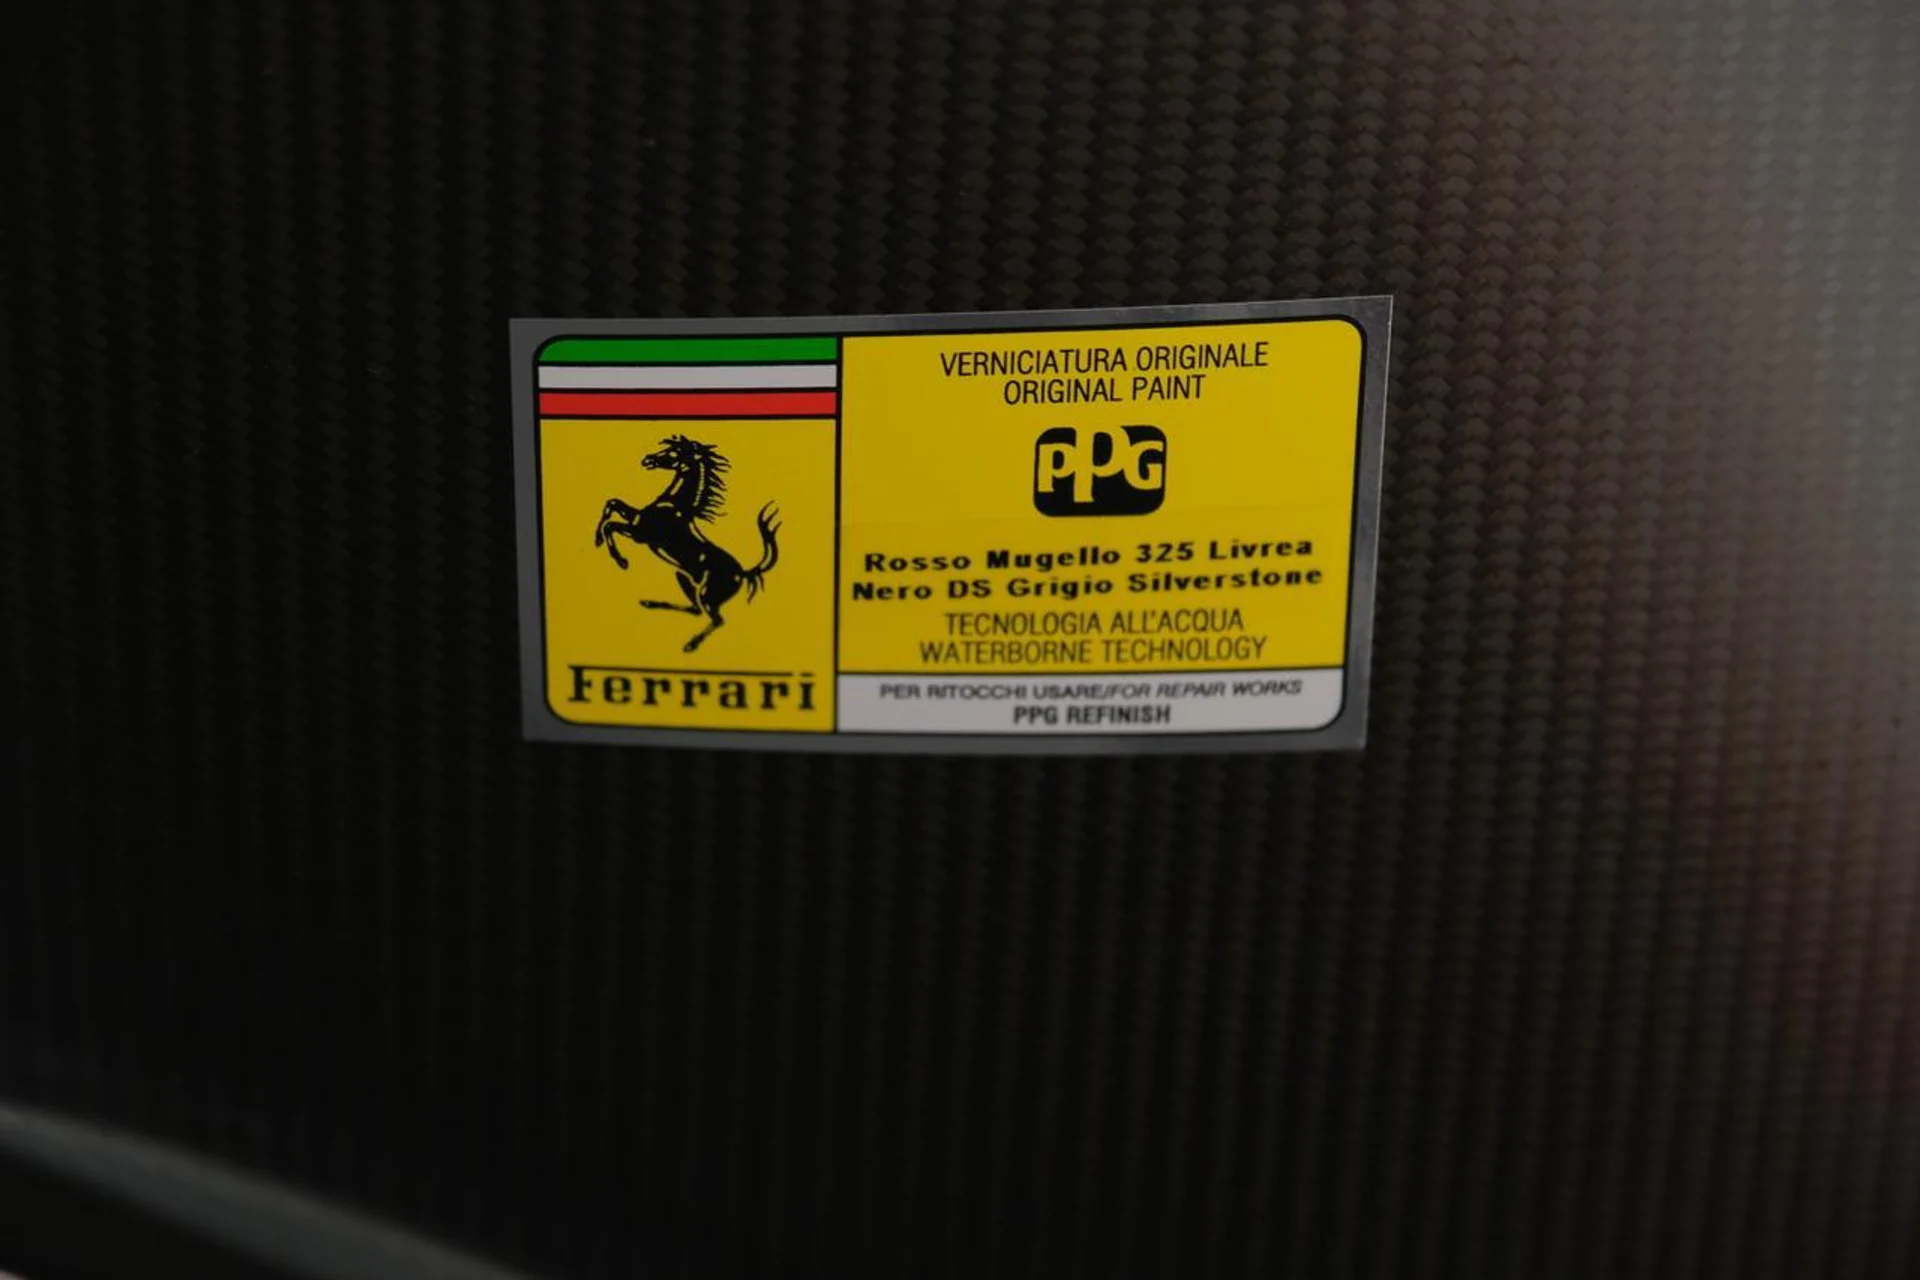 Ferrari
VERNICIATURA ORIGINALE
ORIGINAL PAINT
PPG
Rosso Mugello 325 Livrea
Nero DS Grigio Silverstone
TECNOLOGIA ALL'ACQUA
WATERBORNE TECHNOLOGY
PER RITOCCHI USARE/FOR REPAIR WORKS
PPG REFINISH